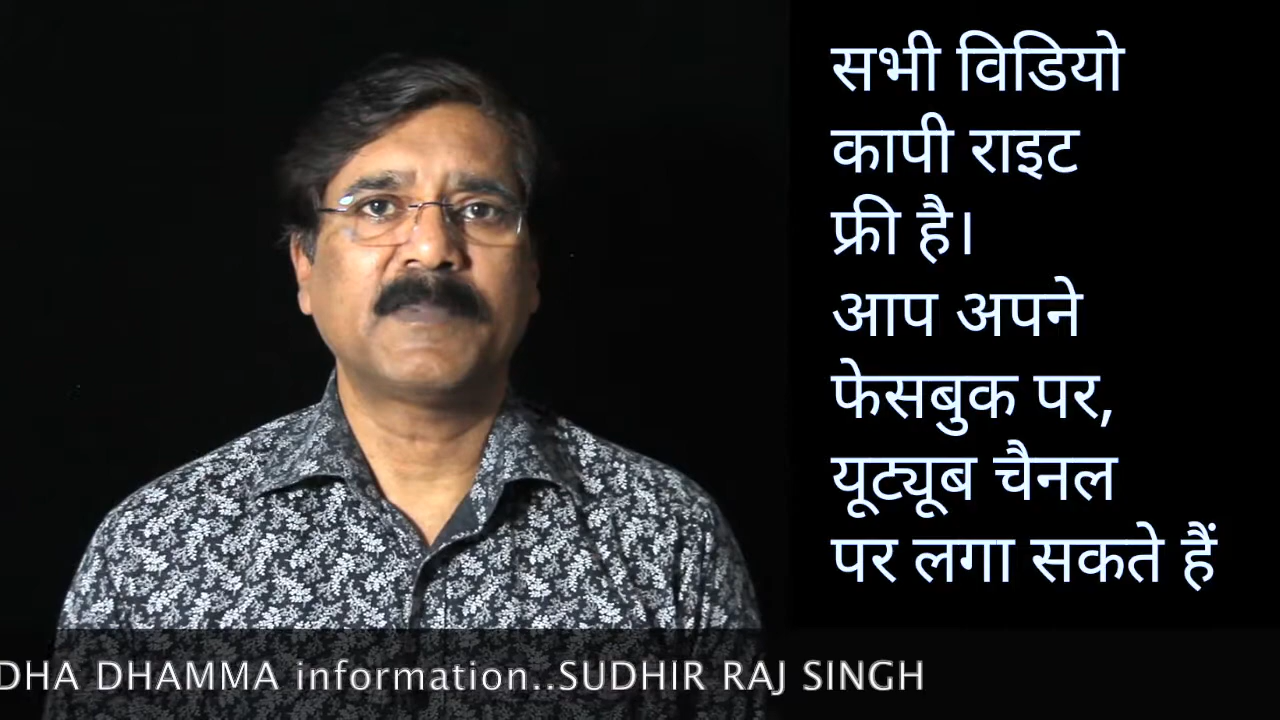 सभी विडियो
कापी राइट
फ्री है।
आप अपने
फेसबुक पर,
यूट्यूब चैनल
पर लगा सकते हैं
DHA DHAMMA information..SUDHIR RAJ SINGH